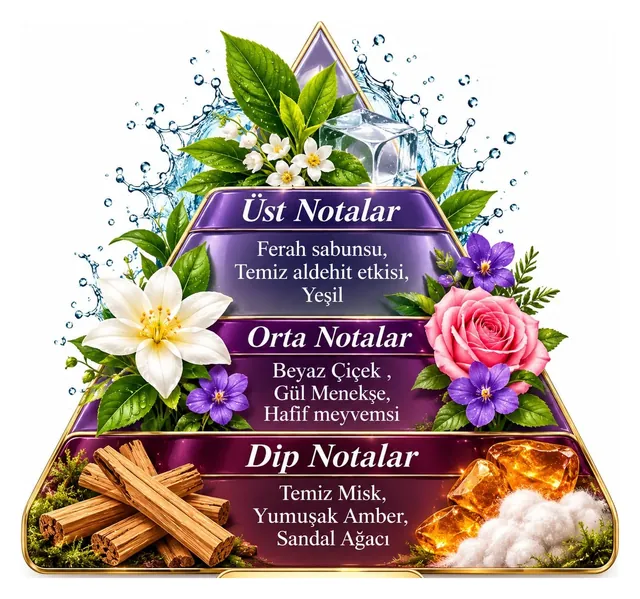 Üst Notalar
Ferah sabunsu,
Temiz aldehit etkisi,
Yeşil
Orta Notalar
Beyaz Çiçek ,
Gül Menekşe,
Hafif meyvemsi
Dip Notalar
Temiz Misk,
Yumuşak Amber,
Sandal Ağacı